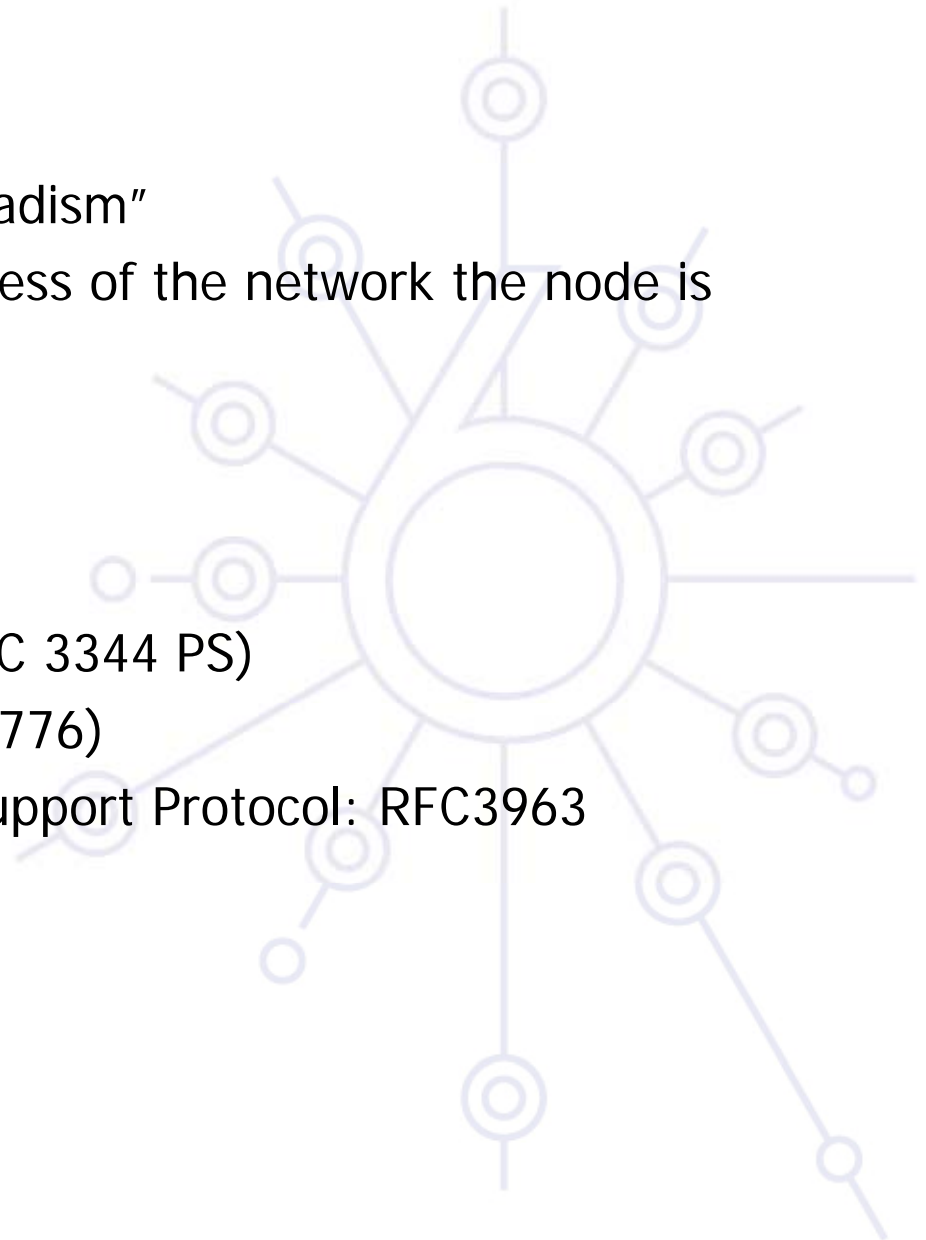 adism”
ess of the network the node is
C 3344 PS)
776)
upport Protocol: RFC3963